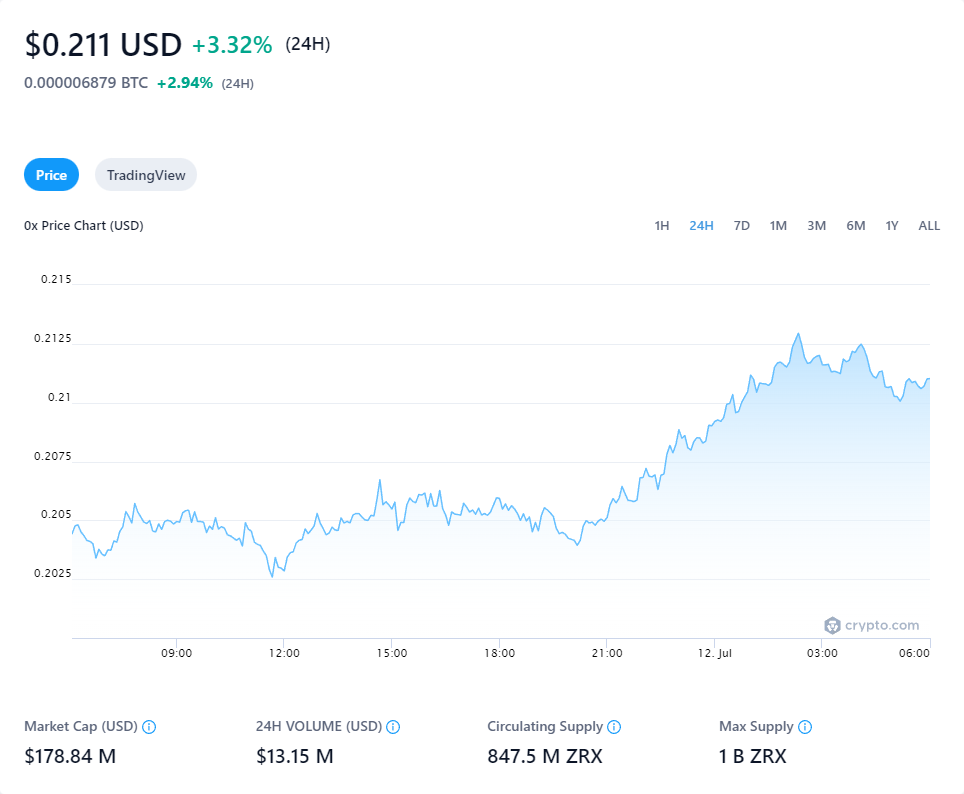 $0.211 USD +3.32% (24H)
0.000006879 BTC +2.94% (24H)
Price TradingView
0x Price Chart (USD) 1H 24H 7D 1M 3M 6M 1Y ALL
0.215
0.2125
0.21
0.2075
0.205
0.2025
crypto.com
09:00 12:00 15:00 18:00 21:00 12. Jul 03:00 06:00
Market Cap (USD) 24H VOLUME (USD) Circulating Supply Max Supply
$178.84 M $13.15 M 847.5 M ZRX 1 B ZRX